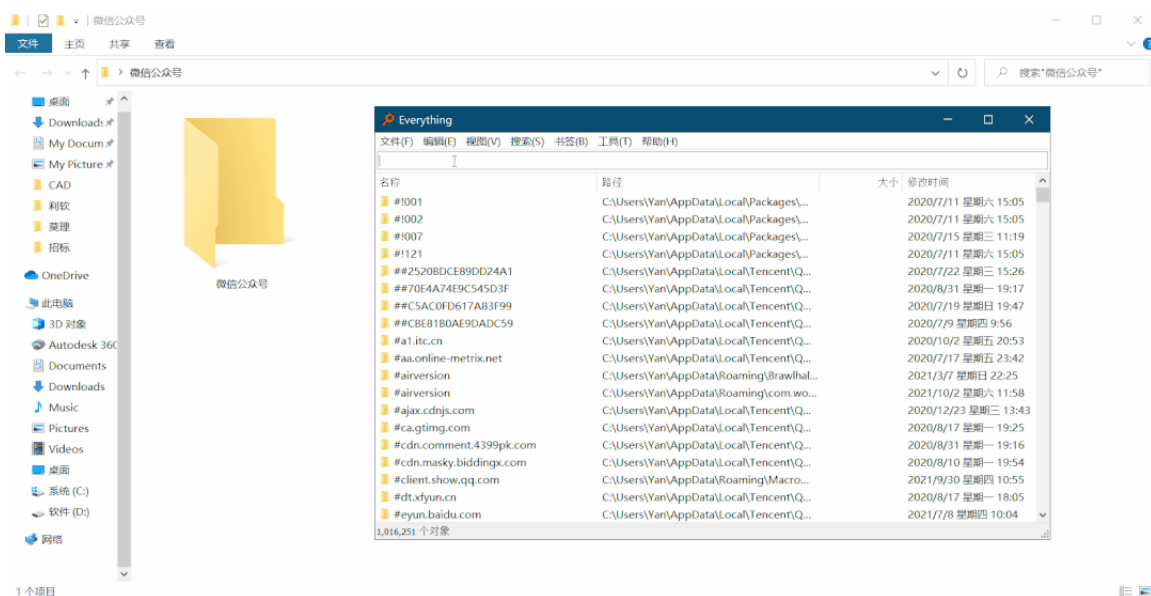 微信公众号
文件 主页 共享 查看
微信公众号 搜索"微信公众号"
桌面
Downloads
My Docum
My Picture
CAD
利软
莫理
招标
OneDrive
此电脑
3D 对象
Autodesk 360
Documents
Downloads
Music
Pictures
Videos
桌面
系统 (C:)
软件 (D:)
网络
微信公众号
Everything
文件(F) 编辑(E) 视图(V) 搜索(S) 书签(B) 工具(T) 帮助(H)
名称 路径 大小 修改时间
#!001 C:\Users\Yan\AppData\Local\Packages\... 2020/7/11 星期六 15:05
#!002 C:\Users\Yan\AppData\Local\Packages\... 2020/7/11 星期六 15:05
#!007 C:\Users\Yan\AppData\Local\Packages\... 2020/7/15 星期三 11:19
#!121 C:\Users\Yan\AppData\Local\Packages\... 2020/7/11 星期六 15:05
##2520BDCE89DD24A1 C:\Users\Yan\AppData\Local\Tencent\Q... 2020/7/22 星期三 15:26
##70E4A74E9C545D3F C:\Users\Yan\AppData\Local\Tencent\Q... 2020/8/31 星期一 19:17
##C5AC0FD617A83F99 C:\Users\Yan\AppData\Local\Tencent\Q... 2020/7/19 星期日 19:47
##CBE81B0AE9DADC59 C:\Users\Yan\AppData\Local\Tencent\Q... 2020/7/9 星期四 9:56
#a1.itc.cn C:\Users\Yan\AppData\Local\Tencent\Q... 2020/10/2 星期五 20:53
#aa.online-metrix.net C:\Users\Yan\AppData\Local\Tencent\Q... 2020/7/17 星期五 23:42
#airversion C:\Users\Yan\AppData\Roaming\Brawlhal... 2021/3/7 星期日 22:25
#airversion C:\Users\Yan\AppData\Roaming\com.wo... 2021/10/2 星期六 11:58
#ajax.cdnjs.com C:\Users\Yan\AppData\Local\Tencent\Q... 2020/12/23 星期三 13:43
#ca.gtimg.com C:\Users\Yan\AppData\Local\Tencent\Q... 2020/8/17 星期一 19:25
#cdn.comment.4399pk.com C:\Users\Yan\AppData\Local\Tencent\Q... 2020/8/31 星期一 19:16
#cdn.masky.biddingx.com C:\Users\Yan\AppData\Local\Tencent\Q... 2020/8/10 星期一 19:54
#client.show.qq.com C:\Users\Yan\AppData\Roaming\Macro... 2021/9/30 星期四 10:55
#dt.xfyun.cn C:\Users\Yan\AppData\Local\Tencent\Q... 2020/8/17 星期一 18:05
#eyun.baidu.com C:\Users\Yan\AppData\Local\Tencent\Q... 2021/7/8 星期四 10:04
1,016,251 个对象
1 个项目